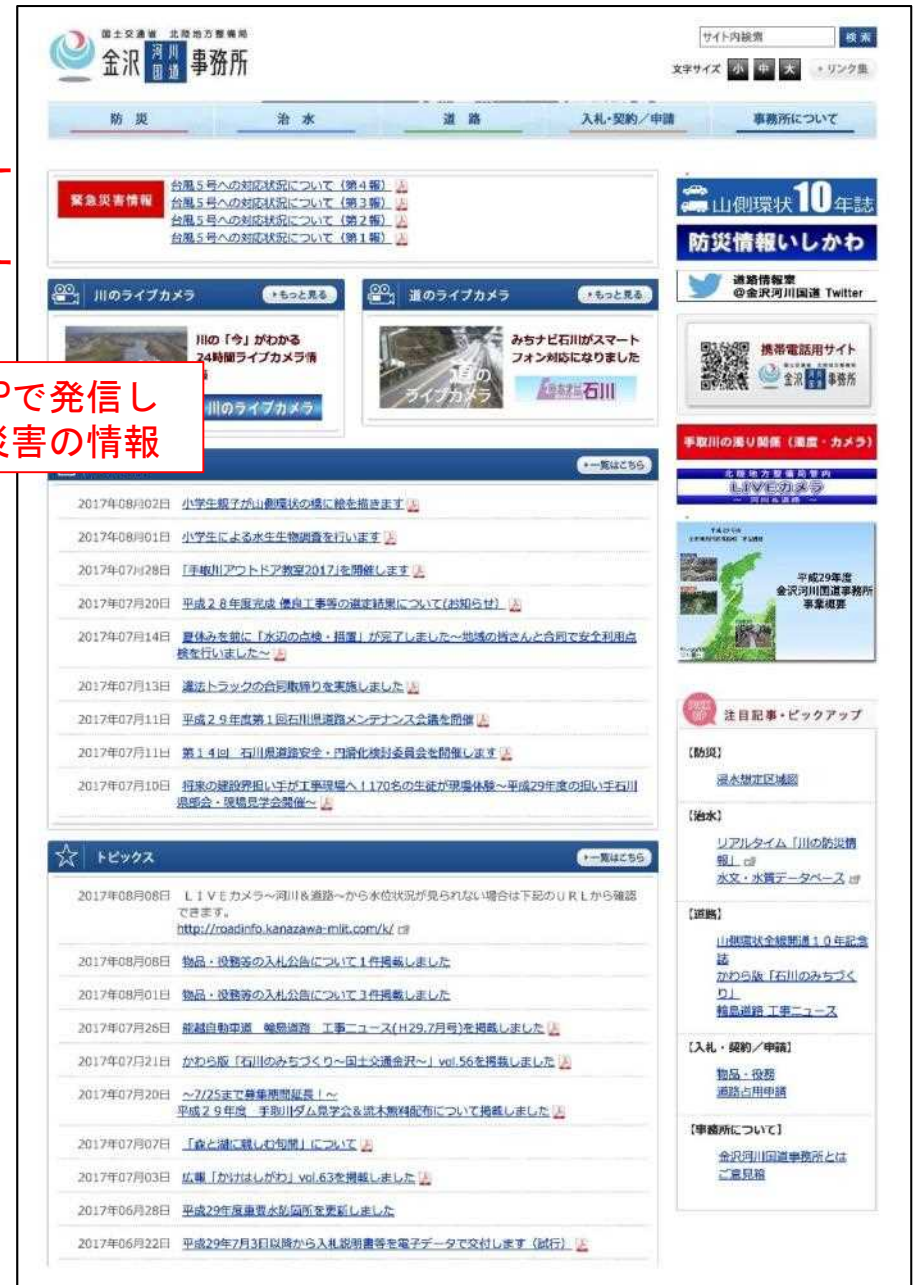 国土交通省 北陸地方整備局
金沢 河川国道 事務所
サイト内検索 検索
文字サイズ 小 中 大 リンク集
防災 治水 道路 入札・契約／申請 事務所について
緊急災害情報
台風５号への対応状況について（第４報）
台風５号への対応状況について（第３報）
台風５号への対応状況について（第２報）
台風５号への対応状況について（第１報）
川のライブカメラ もっと見る
川の「今」がわかる
24時間ライブカメラ情
川のライブカメラ
道のライブカメラ もっと見る
道の
ライブカメラ
みちナビ石川がスマート
フォン対応になりました
石川
Pで発信し
災害の情報
一覧はこちら
2017年08月02日 小学生親子が山側環状の橋に絵を描きます
2017年08月01日 小学生による水生生物調査を行います
2017年07月28日 「手取川アウトドア教室2017」を開催します
2017年07月20日 平成２８年度完成 優良工事等の選定結果について(お知らせ)
2017年07月14日 夏休みを前に「水辺の点検・措置」が完了しました～地域の皆さんと合同で安全利用点
検を行いました～
2017年07月13日 違法トラックの合同取締りを実施しました
2017年07月11日 平成２９年度第１回石川県道路メンテナンス会議を開催
2017年07月11日 第１４回 石川県道路安全・円滑化検討委員会を開催します
2017年07月10日 将来の建設界担い手が工事現場へ！170名の生徒が現場体験～平成29年度の担い手石川
県部会・現場見学会開催～
トピックス 一覧はこちら
2017年08月08日 ＬＩＶＥカメラ～河川＆道路～から水位状況が見られない場合は下記のＵＲＬから確認
できます。
http://roadinfo.kanazawa-mlit.com/k/
2017年08月08日 物品・役務等の入札公告について１件掲載しました
2017年08月01日 物品・役務等の入札公告について３件掲載しました
2017年07月26日 能越自動車道 輪島道路 工事ニュース(H29.7月号)を掲載しました
2017年07月21日 かわら版「石川のみちづくり～国土交通金沢～」vol.56を掲載しました
2017年07月20日 ～7/25まで募集期間延長！～
平成２９年度 手取川ダム見学会＆流木無料配布について掲載しました
2017年07月07日 「森と湖に親しむ旬間」について
2017年07月03日 広報「かけはしがわ」vol.63を掲載しました
2017年06月28日 平成29年度重要水防箇所を更新しました
2017年06月22日 平成29年7月3日以降から入札説明書等を電子データで交付します（試行）
山側環状10年誌
防災情報いしかわ
道路情報室
@金沢河川国道 Twitter
携帯電話用サイト
金沢 河川国道 事務所
手取川の濁り関係（濁度・カメラ）
北陸地方整備局管内
LIVEカメラ
－ 河川&道路 －
平成29年度
金沢河川国道事務所
事業概要
注目記事・ピックアップ
【防災】
浸水想定区域図
【治水】
リアルタイム「川の防災情
報」
水文・水質データベース
【道路】
山側環状全線開通１０年記念
誌
かわら版「石川のみちづく
り」
輪島道路 工事ニュース
【入札・契約／申請】
物品・役務
道路占用申請
【事務所について】
金沢河川国道事務所とは
ご意見箱